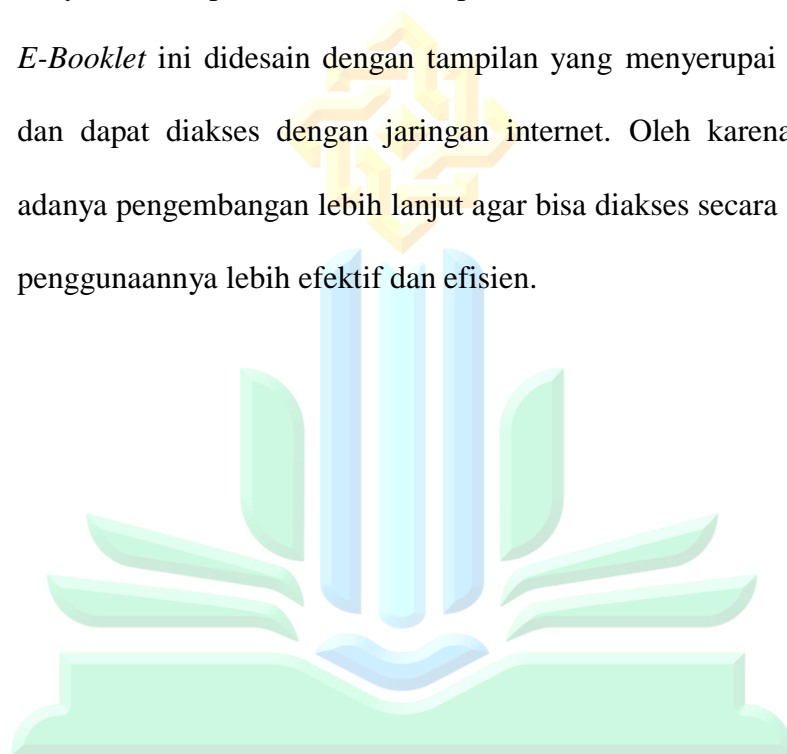 E-Booklet ini didesain dengan tampilan yang menyerupai
dan dapat diakses dengan jaringan internet. Oleh karena
adanya pengembangan lebih lanjut agar bisa diakses secara
penggunaannya lebih efektif dan efisien.